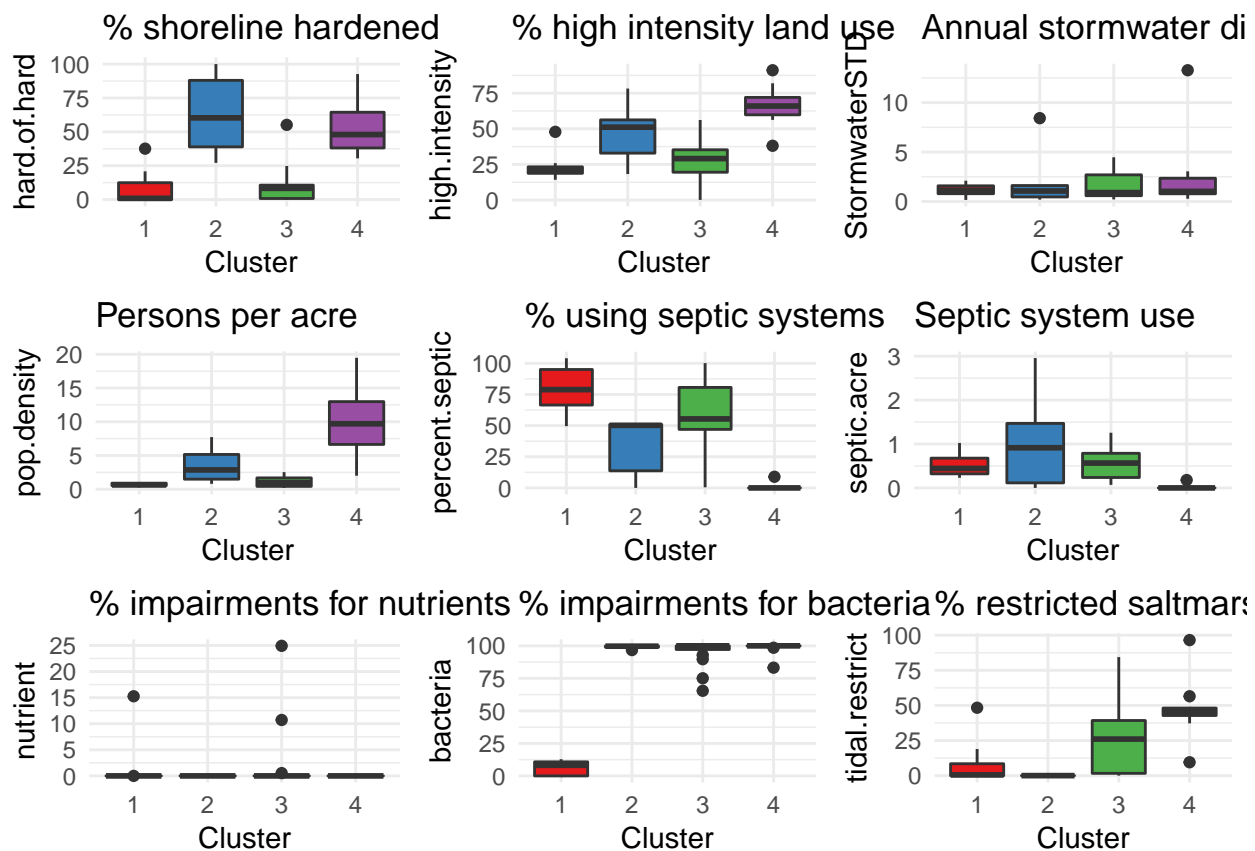 % shoreline hardened
hard.of.hard
100
75
50
25
0
1 2 3 4
Cluster
% high intensity land use
high.intensity
75
50
25
0
1 2 3 4
Cluster
Annual stormwater di
StormwaterSTD
10
5
0
1 2 3 4
Cluster
Persons per acre
pop.density
20
15
10
5
0
1 2 3 4
Cluster
% using septic systems
percent.septic
100
75
50
25
0
1 2 3 4
Cluster
Septic system use
septic.acre
3
2
1
0
1 2 3 4
Cluster
% impairments for nutrients
nutrient
25
20
15
10
5
0
1 2 3 4
Cluster
% impairments for bacteria
bacteria
100
75
50
25
0
1 2 3 4
Cluster
% restricted saltmars
tidal.restrict
100
75
50
25
0
1 2 3 4
Cluster